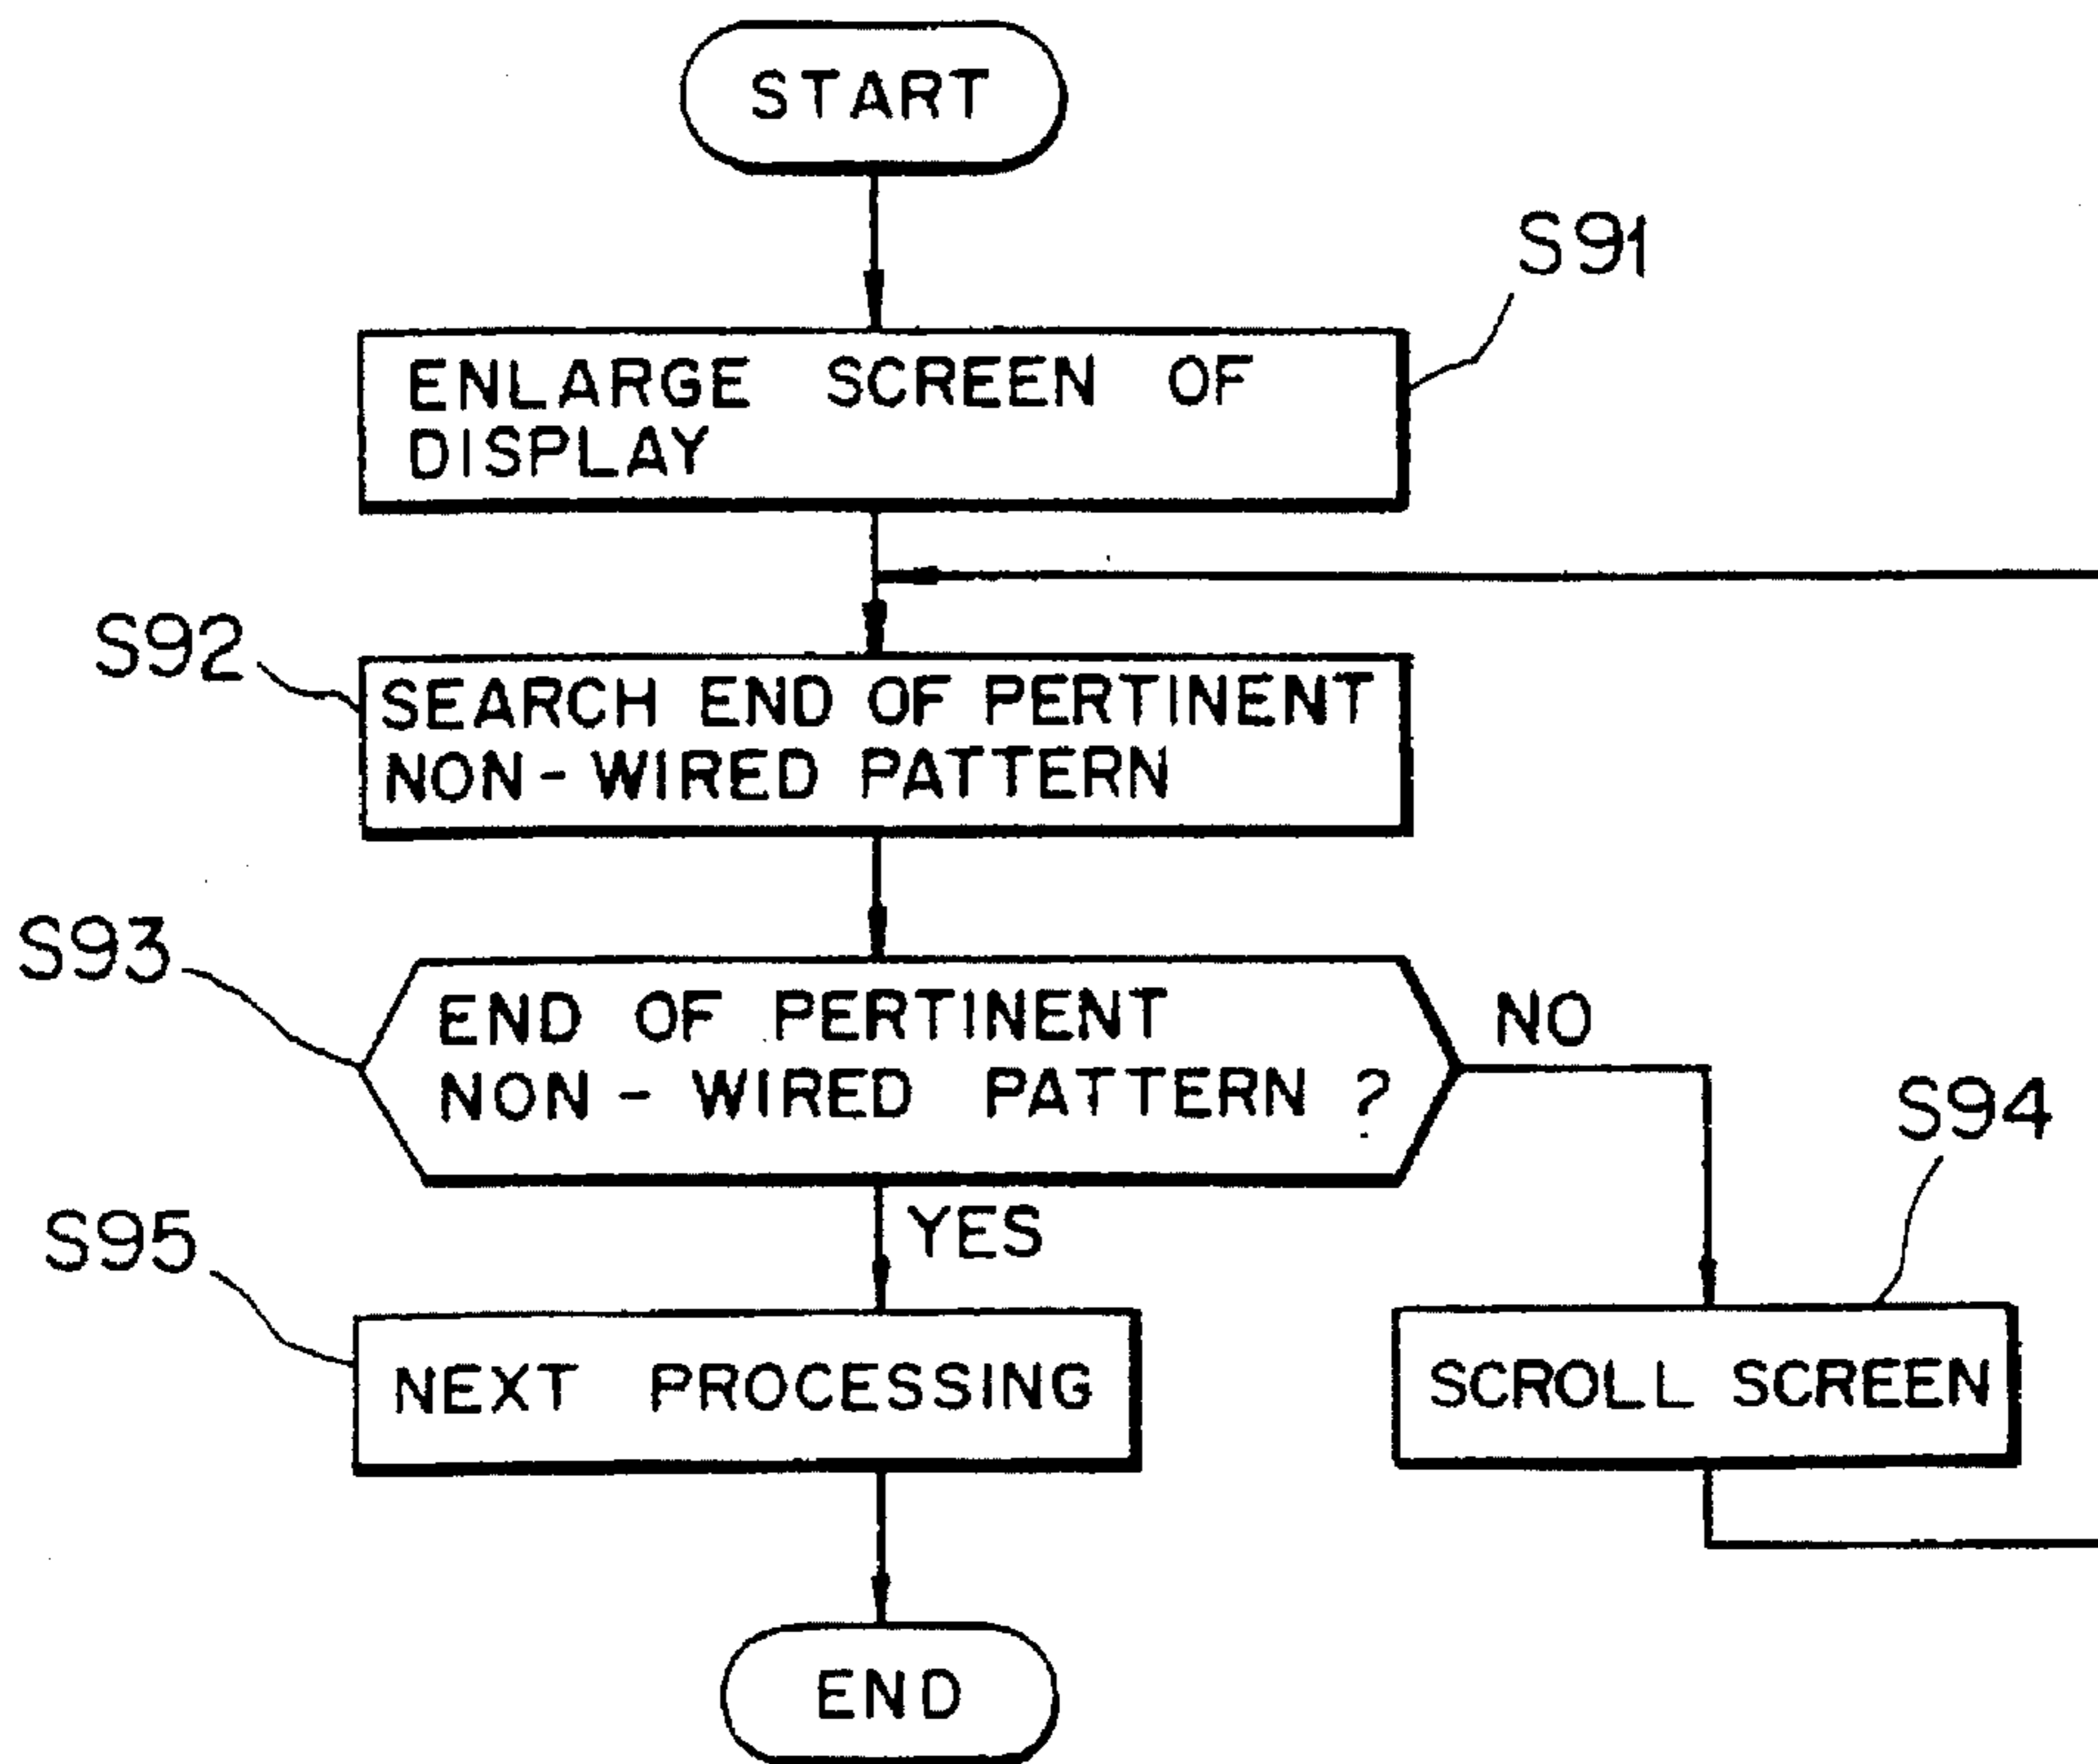 START
S91
ENLARGE SCREEN OF
DISPLAY
S92
SEARCH END OF PERTINENT
NON-WIRED PATTERN
S93
END OF PERTINENT
NON-WIRED PATTERN ?
NO
S94
YES
S95
NEXT PROCESSING
SCROLL SCREEN
END